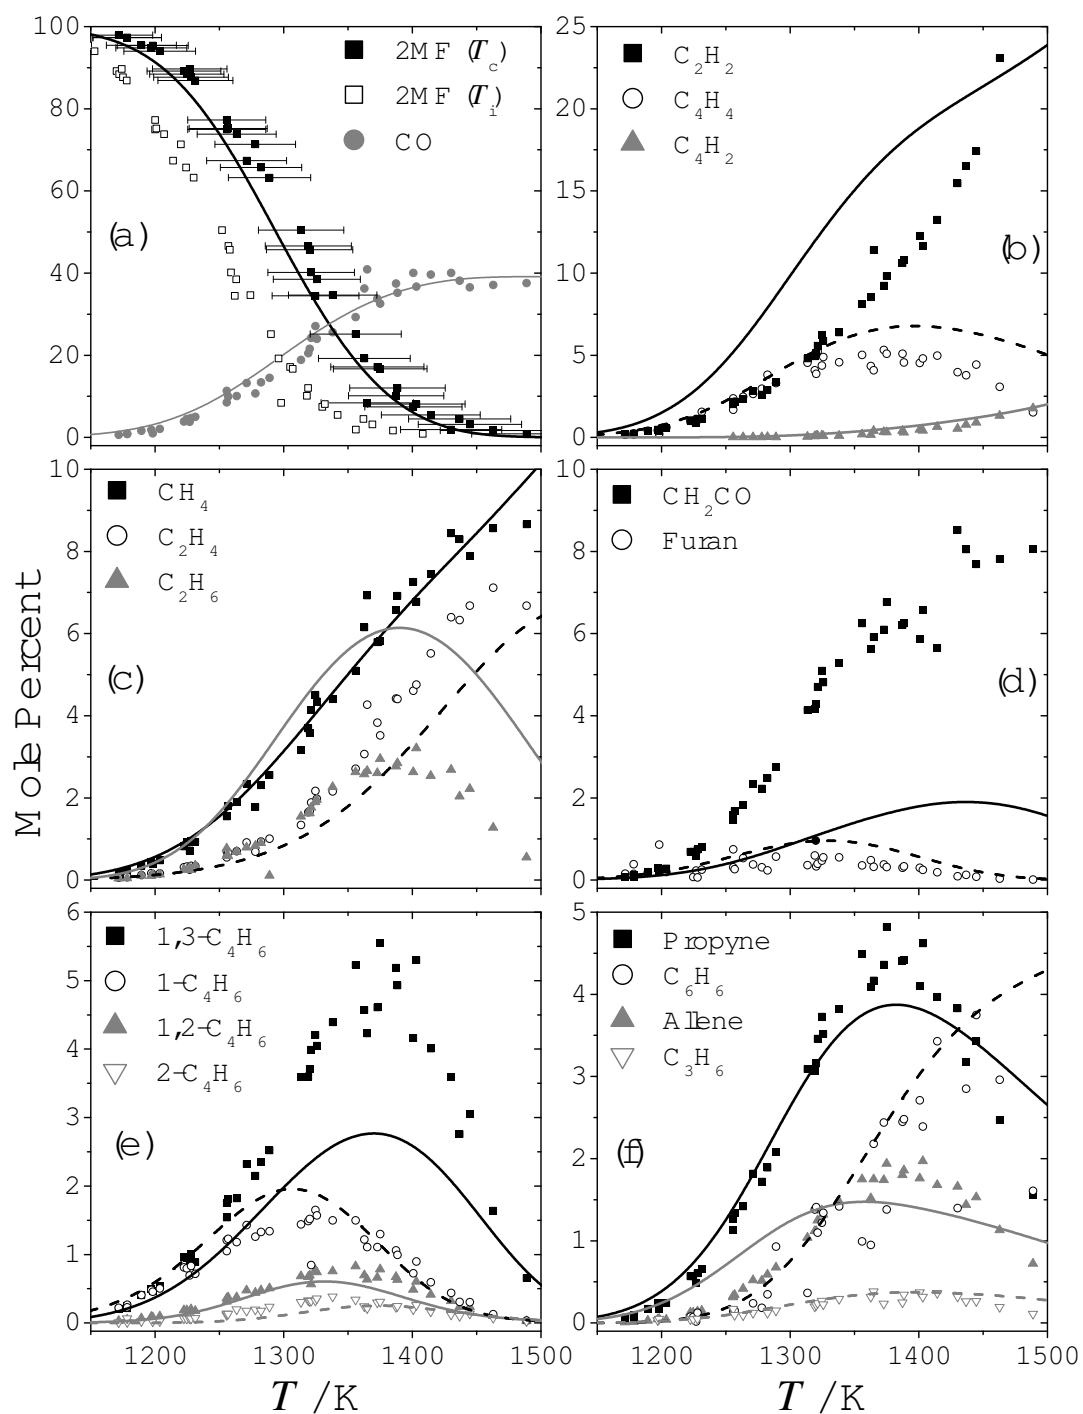 100
80
60
40
20
0
2MF (Tc)
2MF (Ti)
CO
(a)
25
20
15
10
5
0
C2H2
C4H4
C4H2
(b)
10
8
6
4
2
0
CH4
C2H4
C2H6
(c)
10
8
6
4
2
0
CH2CO
Furan
(d)
Mole Percent
6
5
4
3
2
1
0
1,3-C4H6
1-C4H6
1,2-C4H6
2-C4H6
(e)
1200 1300 1400 1500
T /K
5
4
3
2
1
0
Propyne
C6H6
Allene
C3H6
(f)
1200 1300 1400 1500
T /K